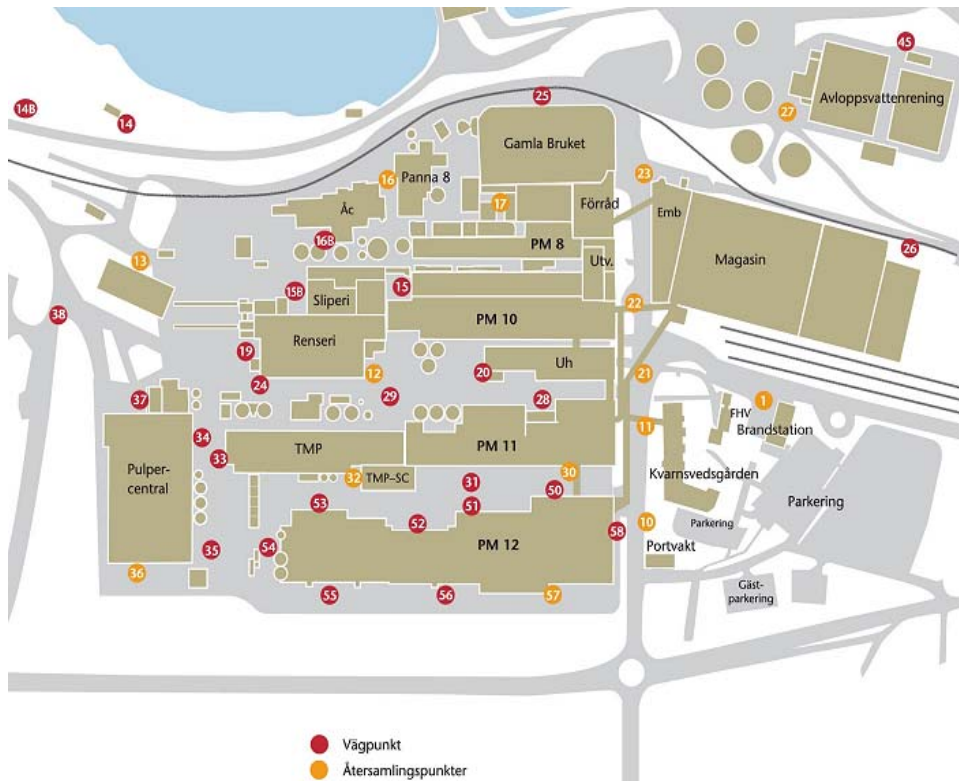 45
14B
14
25
27
Avloppsvattenrening
Gamla Bruket
16
Panna 8
23
17
Åc
Förråd
Emb
16B
PM 8
26
13
Utv.
Magasin
15B
15
Sliperi
22
38
PM 10
Renseri
19
Uh
12
20
21
24
37
29
28
1
FHV
Brandstation
11
34
TMP
PM 11
33
Kvarnsvedsgården
Pulper-
central
32
TMP–SC
30
31
50
Parkering
53
51
52
10
Parkering
58
54
PM 12
35
Portvakt
36
Gäst-
parkering
55
56
57
Vägpunkt
Återsamlingspunkter